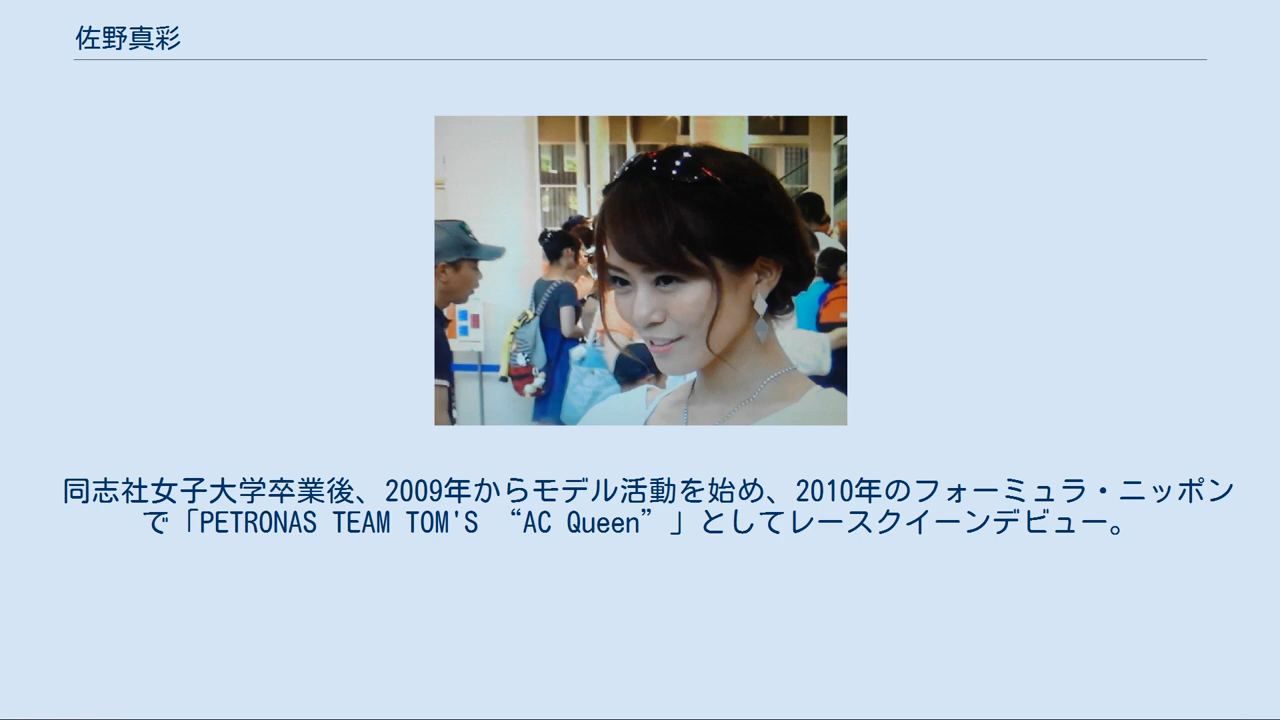 佐野真彩
同志社女子大学卒業後、2009年からモデル活動を始め、2010年のフォーミュラ・ニッポン
で「PETRONAS TEAM TOM'S “AC Queen”」としてレースクイーンデビュー。